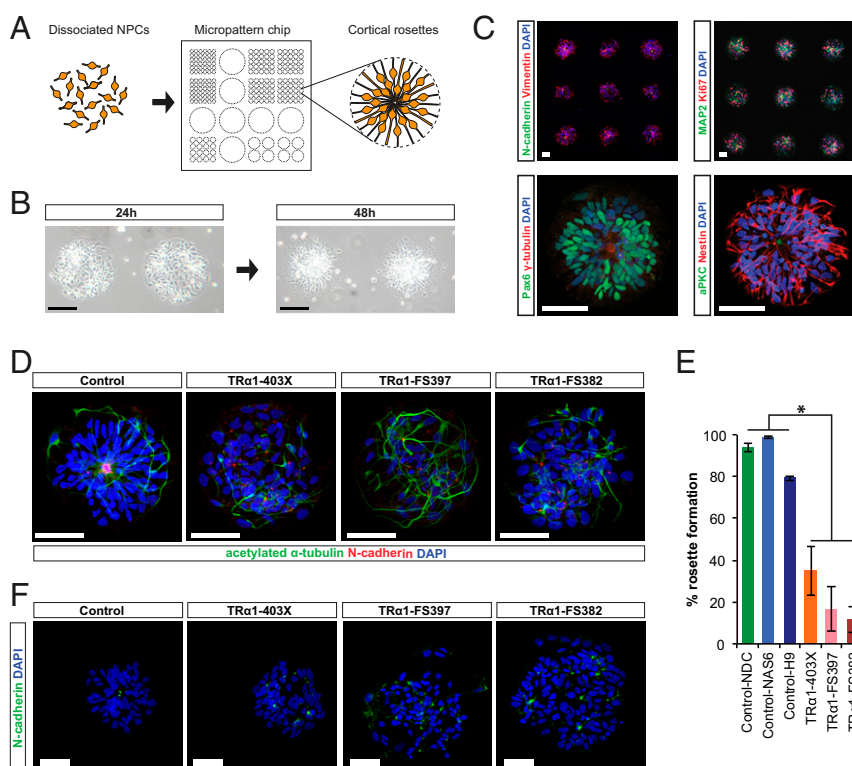 A
Dissociated NPCs
Micropattern chip
Cortical rosettes
B
24h
48h
C
N-cadherin Vimentin DAPI
MAP2 Ki67 DAPI
Pax6 γ-tubulin DAPI
aPKC Nestin DAPI
D
Control
TRα1-403X
TRα1-FS397
TRα1-FS382
acetylated α-tubulin N-cadherin DAPI
E
*
% rosette formation
100
80
60
40
20
0
Control-NDC
Control-NAS6
Control-H9
TRα1-403X
TRα1-FS397
F
Control
TRα1-403X
TRα1-FS397
TRα1-FS382
N-cadherin DAPI